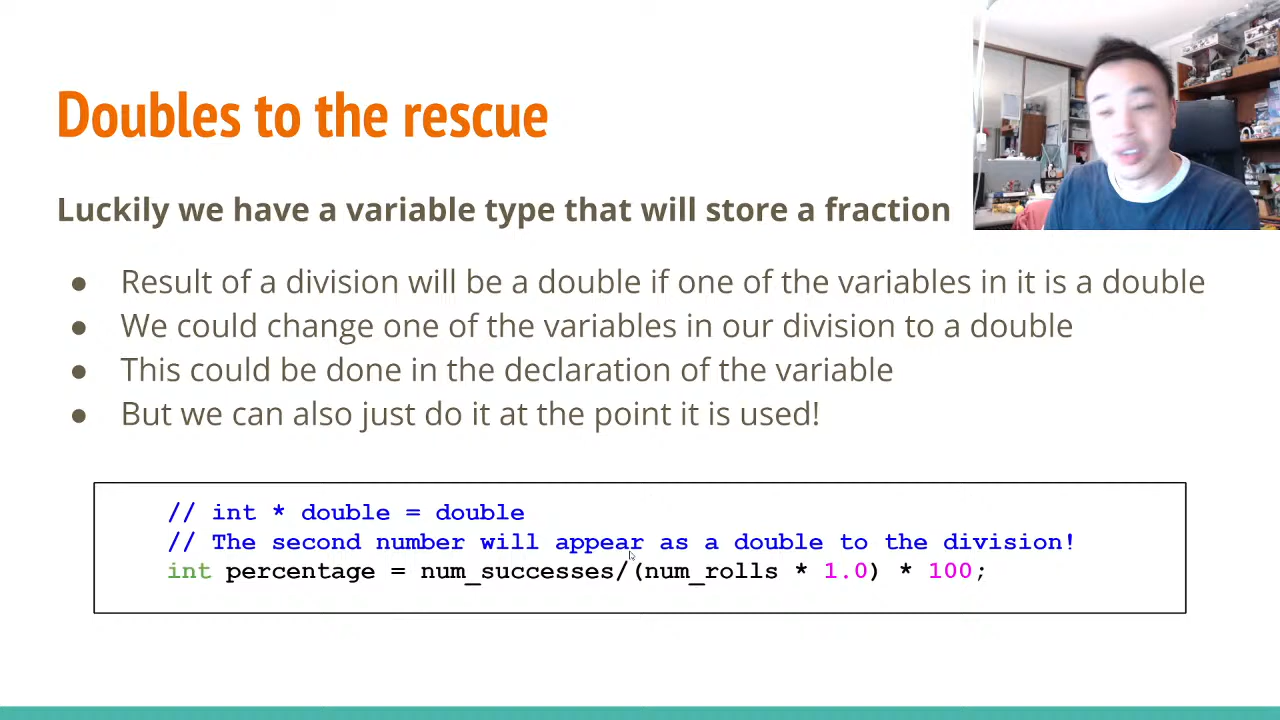 Doubles to the rescue
Luckily we have a variable type that will store a fraction
● Result of a division will be a double if one of the variables in it is a double
● We could change one of the variables in our division to a double
● This could be done in the declaration of the variable
● But we can also just do it at the point it is used!
// int * double = double
// The second number will appear as a double to the division!
int percentage = num_successes/(num_rolls * 1.0) * 100;